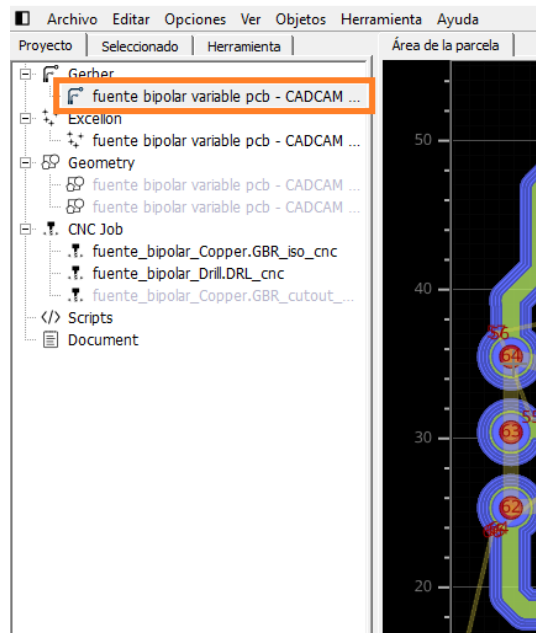 Archivo Editar Opciones Ver Objetos Herramienta Ayuda
Proyecto Seleccionado Herramienta Área de la parcela
Gerber
fuente bipolar variable pcb - CADCAM ...
Excellon
fuente bipolar variable pcb - CADCAM ...
Geometry
fuente bipolar variable pcb - CADCAM ...
fuente bipolar variable pcb - CADCAM ...
CNC Job
fuente_bipolar_Copper.GBR_iso_cnc
fuente_bipolar_Drill.DRL_cnc
fuente_bipolar_Copper.GBR_cutout_...
Scripts
Document
50
40
56
64
63
30
62
20